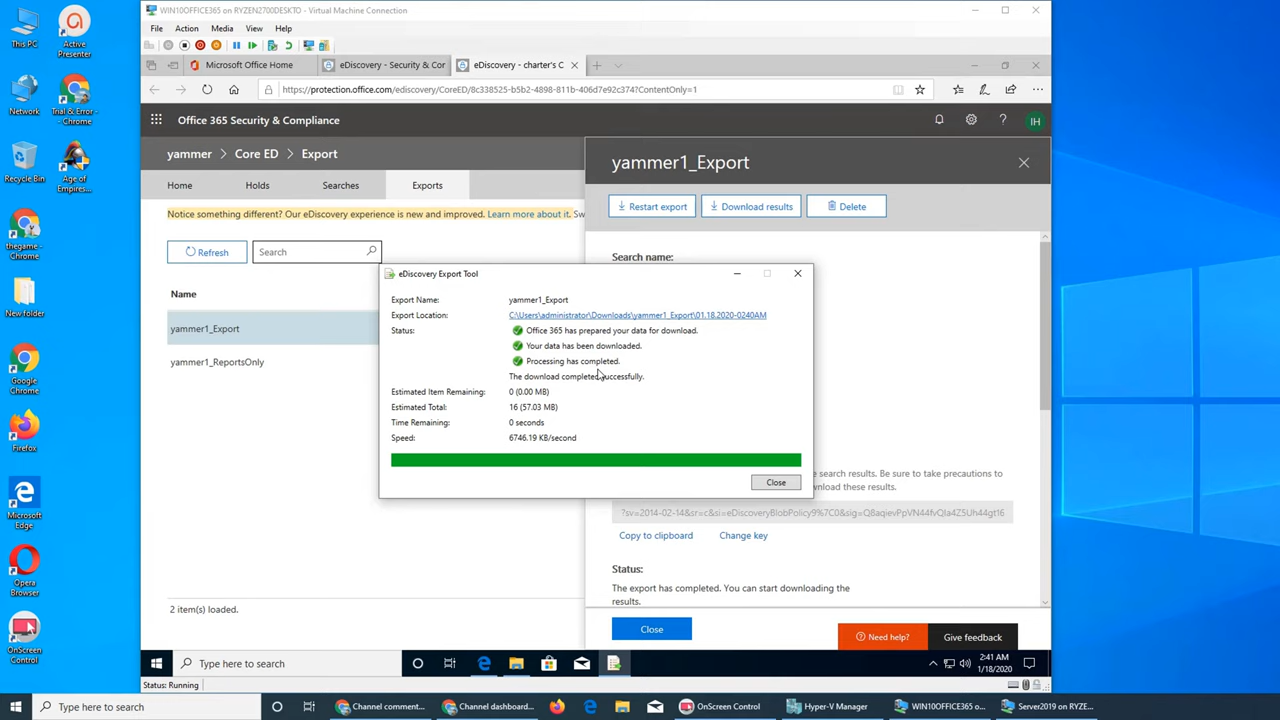 WIN10OFFICE365 on RYZEN2700DESKTO - Virtual Machine Connection
File Action Media View Help
Microsoft Office Home
eDiscovery - Security & Cor
eDiscovery - charter's C
https://protection.office.com/ediscovery/CoreED/8c338525-b5b2-4898-811b-406d7e92c374?ContentOnly=1
Office 365 Security & Compliance
IH
yammer > Core ED > Export
Home Holds Searches Exports
Notice something different? Our eDiscovery experience is new and improved. Learn more about it. Sw
Refresh
Search
Name
yammer1_Export
yammer1_ReportsOnly
2 item(s) loaded.
yammer1_Export
Restart export
Download results
Delete
Search name:
eDiscovery Export Tool
Export Name: yammer1_Export
Export Location: C:\Users\administrator\Downloads\yammer1_Export\01.18.2020-0240AM
Status: Office 365 has prepared your data for download.
Your data has been downloaded.
Processing has completed.
The download completed successfully.
Estimated Item Remaining: 0 (0.00 MB)
Estimated Total: 16 (57.03 MB)
Time Remaining: 0 seconds
Speed: 6746.19 KB/second
Close
e search results. Be sure to take precautions to
wnload these results.
Copy to clipboard
Change key
Status:
The export has completed. You can start downloading the
results.
Close
Need help?
Give feedback
Type here to search
2:41 AM
1/18/2020
Status: Running
This PC
Active
Presenter
Network
Trial & Error -
- Chrome
Recycle Bin
Age of
Empires...
thegame -
Chrome
New folder
Google
Chrome
Firefox
Microsoft
Edge
Opera
Browser
OnScreen
Control
Type here to search
Channel comment...
Channel dashboard...
OnScreen Control
Hyper-V Manager
WIN10OFFICE365 o...
Server2019 on RYZE...